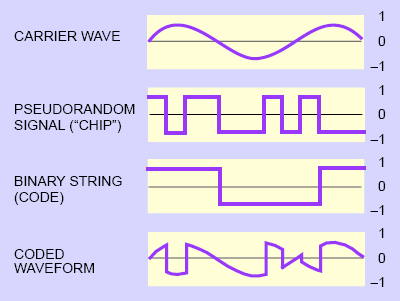 CARRIER WAVE
1
0
–1
PSEUDORANDOM
SIGNAL (“CHIP”)
1
0
–1
BINARY STRING
(CODE)
1
0
–1
CODED
WAVEFORM
1
0
–1